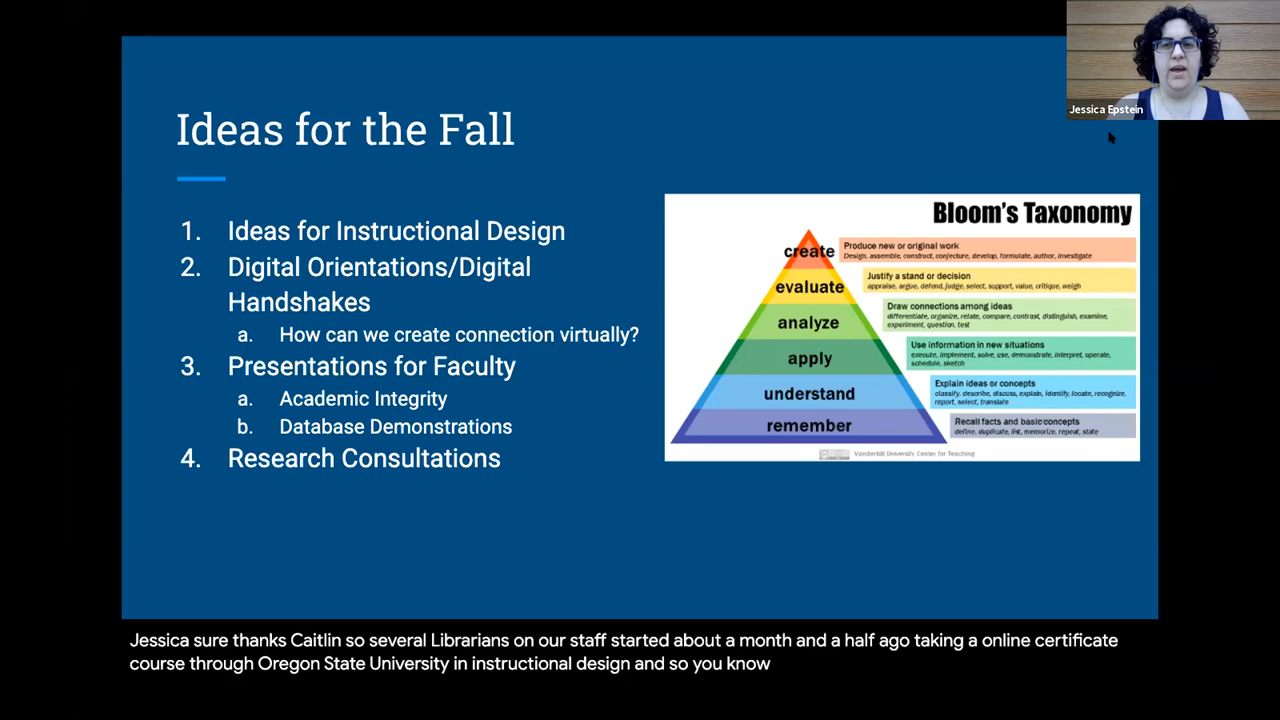 Jessica Epstein
Ideas for the Fall
1. Ideas for Instructional Design
2. Digital Orientations/Digital
Handshakes
a. How can we create connection virtually?
3. Presentations for Faculty
a. Academic Integrity
b. Database Demonstrations
4. Research Consultations
Bloom's Taxonomy
create
Produce new or original work
Design, assemble, construct, conjecture, develop, formulate, author, investigate
evaluate
Justify a stand or decision
appraise, argue, defend, judge, select, support, value, critique, weigh
analyze
Draw connections among ideas
differentiate, organize, relate, compare, contrast, distinguish, examine,
experiment, question, test
apply
Use information in new situations
execute, implement, solve, use, demonstrate, interpret, operate,
schedule, sketch
understand
Explain ideas or concepts
classify, describe, discuss, explain, identify, locate, recognize,
report, select, translate
remember
Recall facts and basic concepts
define, duplicate, list, memorize, repeat, state
Vanderbilt University Center for Teaching
Jessica sure thanks Caitlin so several Librarians on our staff started about a month and a half ago taking a online certificate
course through Oregon State University in instructional design and so you know